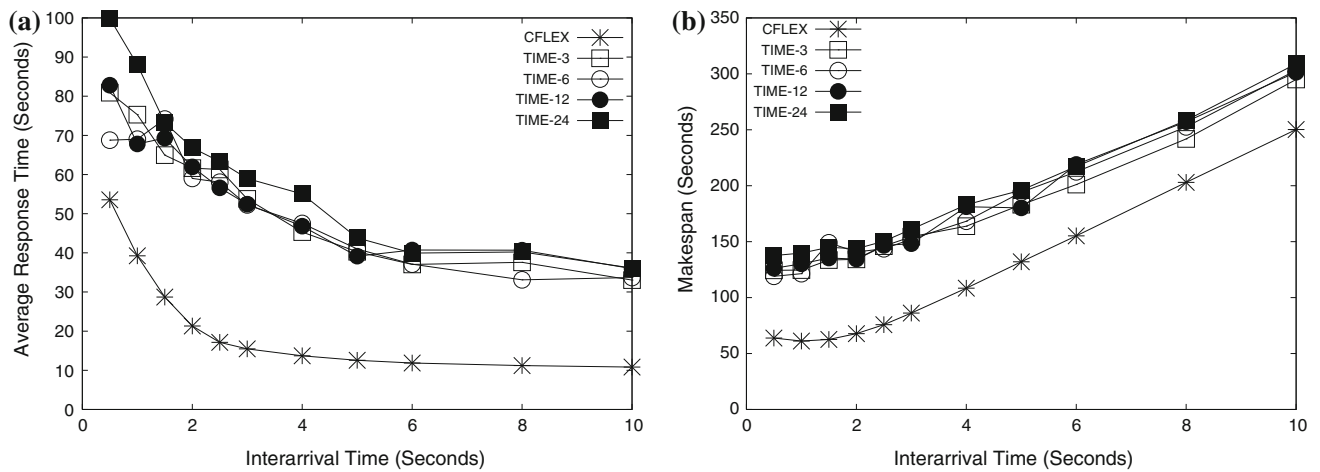 (a)
100
90
80
70
60
50
40
30
20
10
0
Average Response Time (Seconds)
CFLEX
TIME-3
TIME-6
TIME-12
TIME-24
0 2 4 6 8 10
Interarrival Time (Seconds)
(b)
350
300
250
200
150
100
50
0
Makespan (Seconds)
CFLEX
TIME-3
TIME-6
TIME-12
TIME-24
0 2 4 6 8 10
Interarrival Time (Seconds)